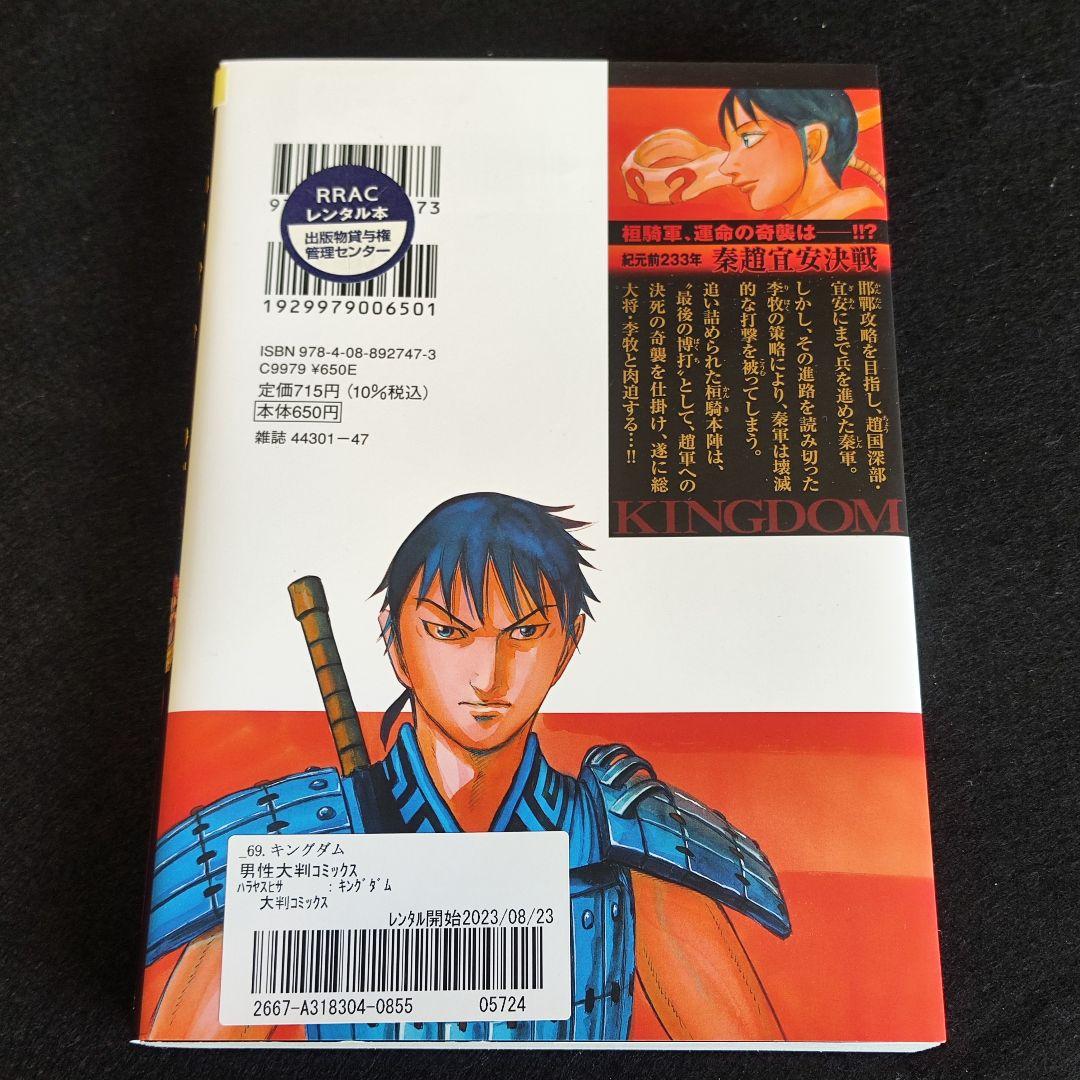 9
73
RRAC
レンタル本
出版物貸与権
管理センター
1929979006501
ISBN 978-4-08-892747-3
C9979 ¥650E
定価715円(10%税込)
本体650円
雑誌 44301-47
桓騎軍、運命の奇襲は──!!?
紀元前233年 秦趙宜安決戦
邯鄲攻略を目指し、趙国深部・
宜安にまで兵を進めた秦軍。
しかし、その進路を読み切った
李牧の策略により、秦軍は壊滅
的な打撃を被ってしまう。
追い詰められた桓騎本陣は、
〝最後の博打〟として、趙軍への
決死の奇襲を仕掛け、遂に総
大将・李牧と肉迫する…!!
KINGDOM
_69.キングダム
男性大判コミックス
ハラヤスヒサ : キングダム
大判コミックス
レンタル開始2023/08/23
2667-A318304-0855 05724